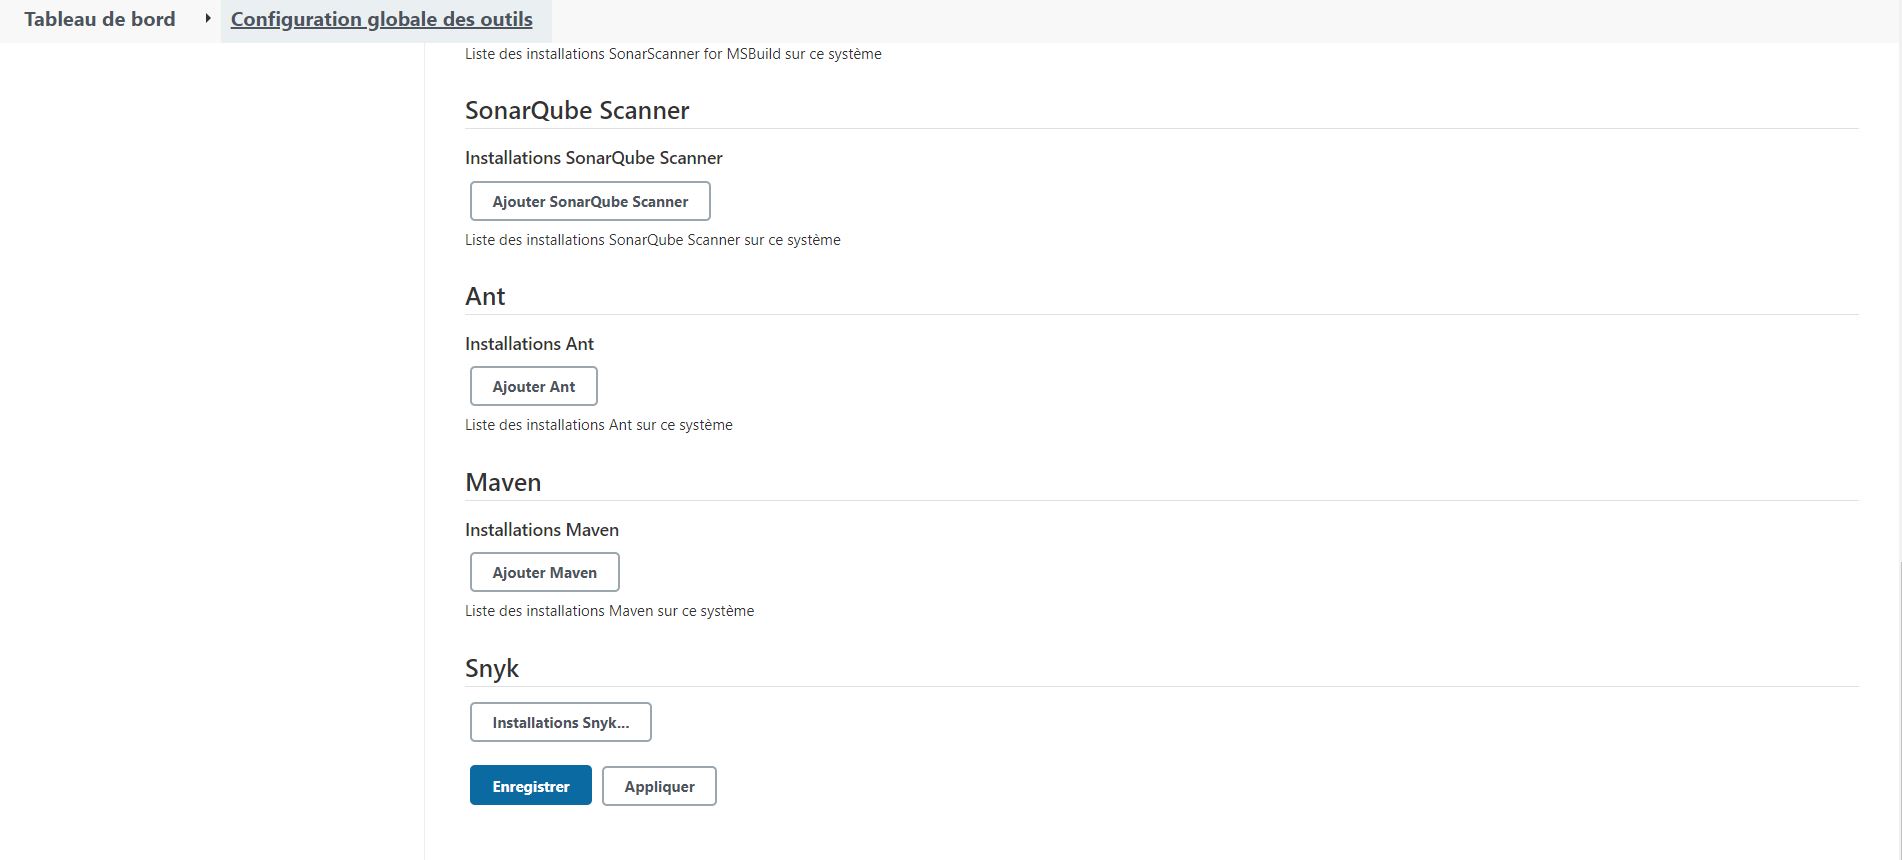 Tableau de bord
Configuration globale des outils
Liste des installations SonarScanner for MSBuild sur ce système
SonarQube Scanner
Installations SonarQube Scanner
Ajouter SonarQube Scanner
Liste des installations SonarQube Scanner sur ce système
Ant
Installations Ant
Ajouter Ant
Liste des installations Ant sur ce système
Maven
Installations Maven
Ajouter Maven
Liste des installations Maven sur ce système
Snyk
Installations Snyk...
Enregistrer
Appliquer